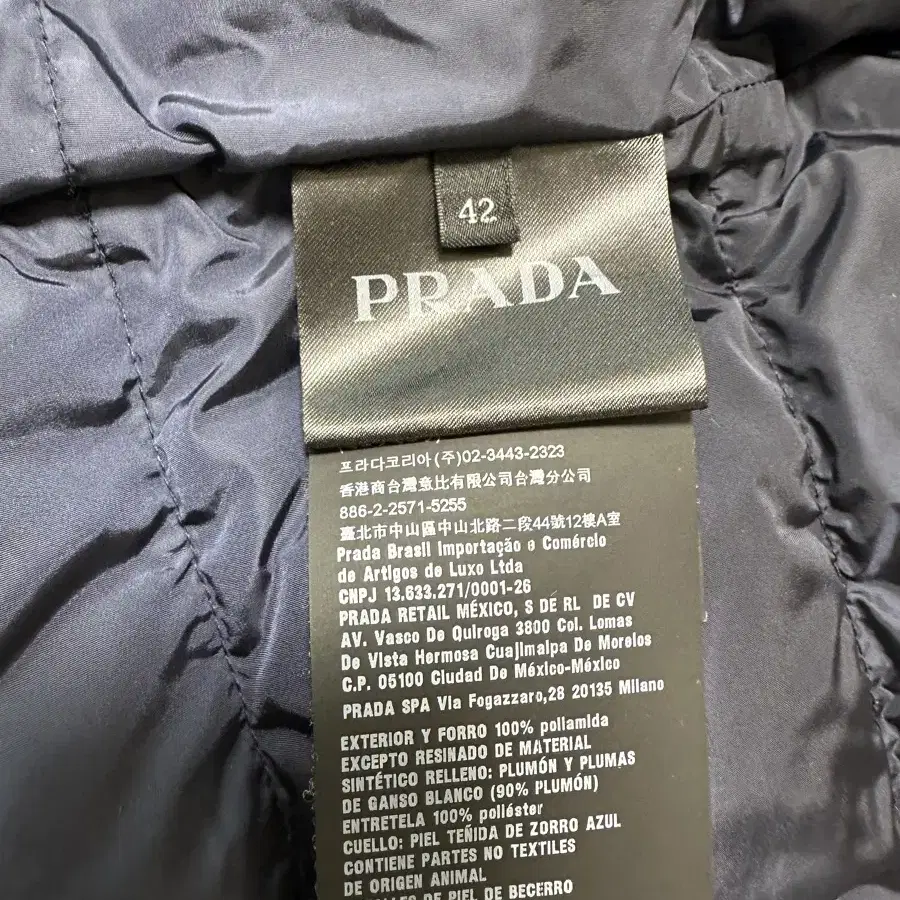 42
PRADA
프라다코리아(주)02-3443-2323
香港商台灣童比有限公司台灣分公司
886-2-2571-5255
臺北市中山區中山北路二段44號12樓A室
Prada Brasil Importação e Comércio
de Artigos de Luxo Ltda
CNPJ 13.633.271/0001-26
PRADA RETAIL MÉXICO, S DE RL DE CV
AV. Vasco De Quiroga 3800 Col. Lomas
De Vista Hermosa Cuajimalpa De Morelos
C.P. 05100 Ciudad De México-México
PRADA SPA Via Fogazzaro,28 20135 Milano
EXTERIOR Y FORRO 100% poliamida
EXCEPTO RESINADO DE MATERIAL
SINTÉTICO RELLENO: PLUMÓN Y PLUMAS
DE GANSO BLANCO (90% PLUMÓN)
ENTRETELA 100% poliéster
CUELLO: PIEL TEÑIDA DE ZORRO AZUL
CONTIENE PARTES NO TEXTILES
DE ORIGEN ANIMAL
DE PIEL DE BECERRO